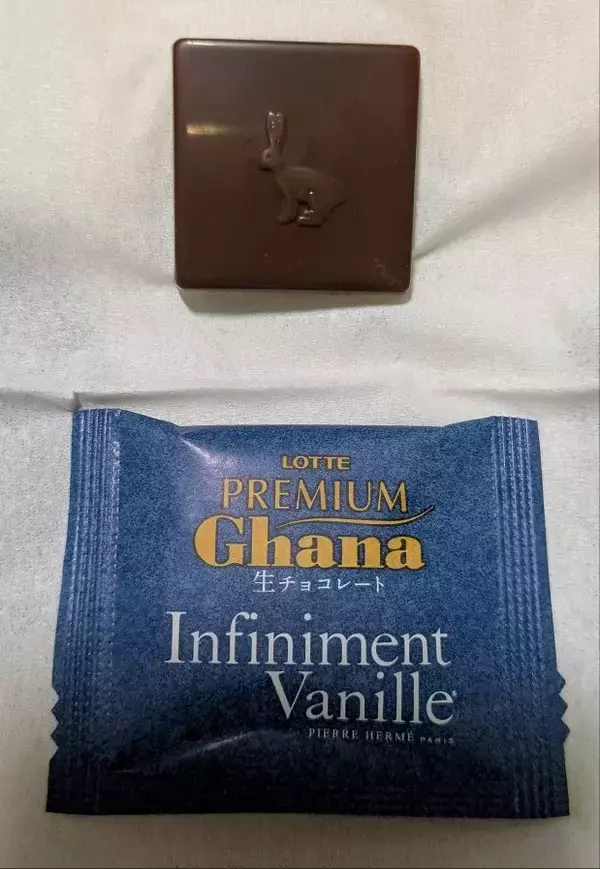 LOTTE
PREMIUM
Ghana
生チョコレート
Infiniment
Vanille
PIERRE HERMÉ PARIS